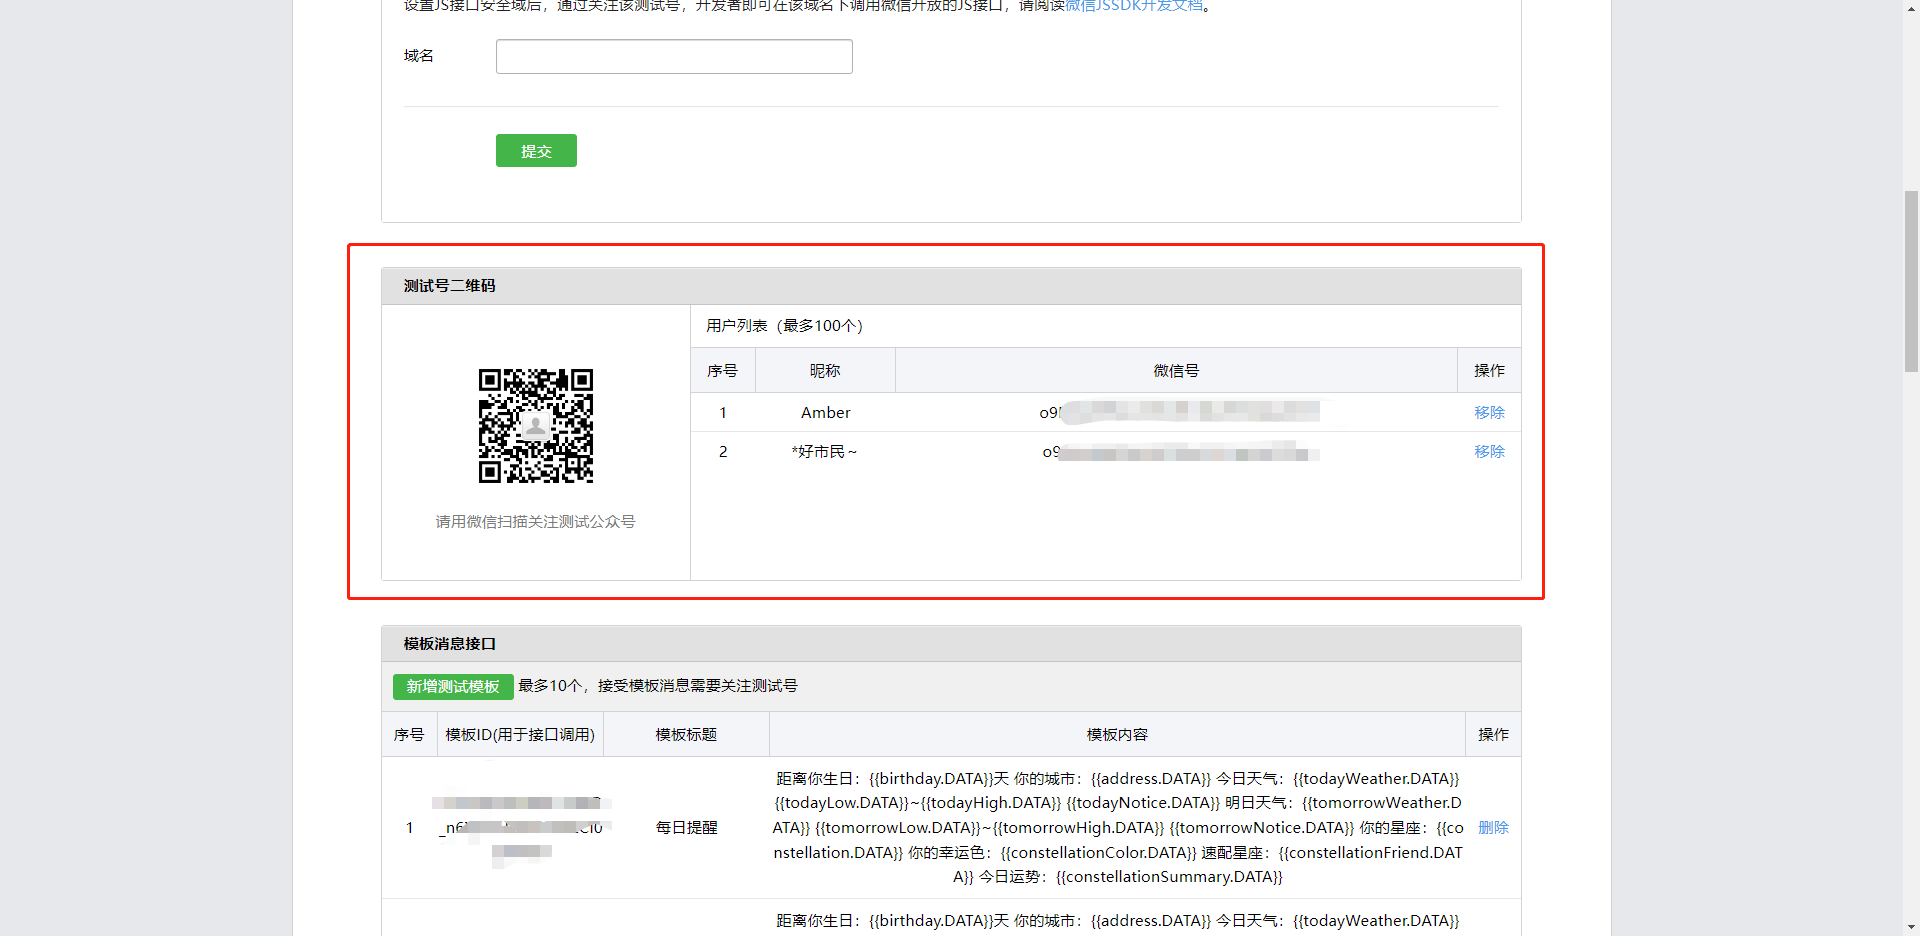 设置JS接口安全域后，通过关注该测试号，开发者即可在该域名下调用微信开放的JS接口，请阅读微信JSSDK开发文档。
域名
提交
测试号二维码
用户列表（最多100个）
序号 昵称 微信号 操作
1 Amber o9 移除
2 *好市民～ o9 移除
请用微信扫描关注测试公众号
模板消息接口
新增测试模板 最多10个，接受模板消息需要关注测试号
序号 模板ID(用于接口调用) 模板标题 模板内容 操作
距离你生日：{{birthday.DATA}}天 你的城市：{{address.DATA}} 今日天气：{{todayWeather.DATA}}
{{todayLow.DATA}}~{{todayHigh.DATA}} {{todayNotice.DATA}} 明日天气：{{tomorrowWeather.D
1 _n6 每日提醒 ATA}} {{tomorrowLow.DATA}}~{{tomorrowHigh.DATA}} {{tomorrowNotice.DATA}} 你的星座：{{co 删除
nstellation.DATA}} 你的幸运色：{{constellationColor.DATA}} 速配星座：{{constellationFriend.DAT
A}} 今日运势：{{constellationSummary.DATA}}
距离你生日：{{birthday.DATA}}天 你的城市：{{address.DATA}} 今日天气：{{todayWeather.DATA}}